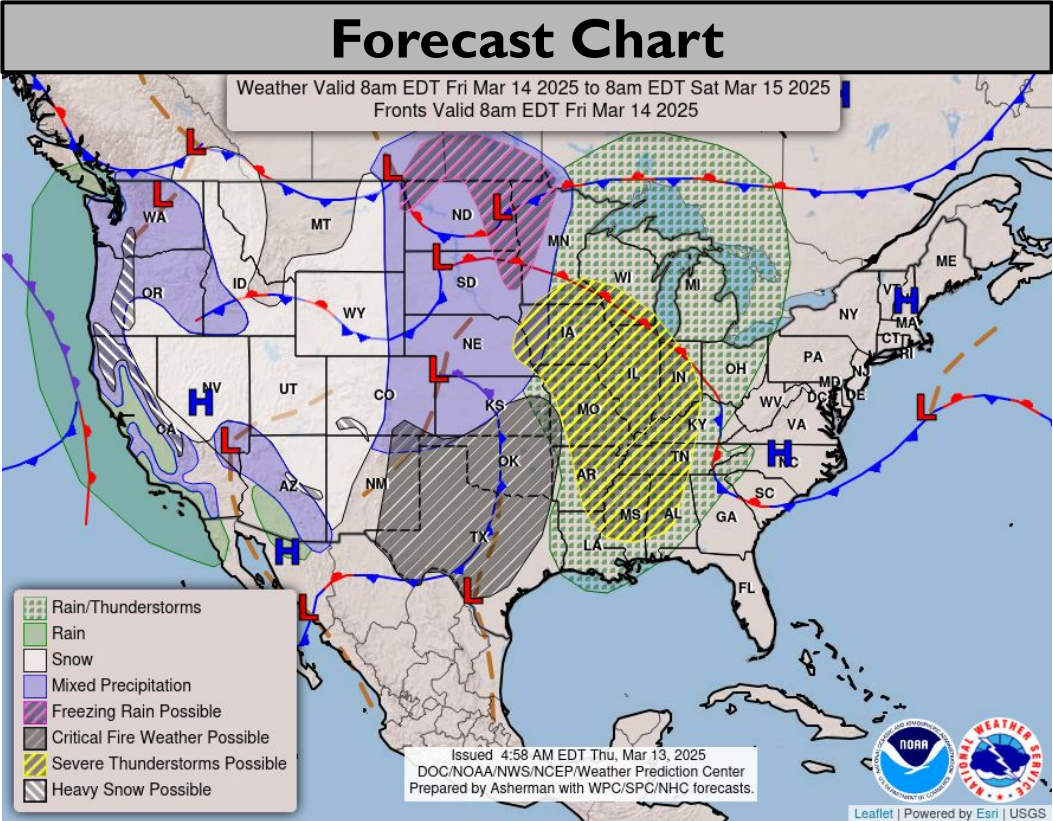 Forecast Chart
Weather Valid 8am EDT Fri Mar 14 2025 to 8am EDT Sat Mar 15 2025
Fronts Valid 8am EDT Fri Mar 14 2025
H
L
L
L
WA
MT
ND
L
MN
ME
OR
ID
WY
L
SD
WI
MI
VT
H
NY
MA
CT
RI
NE
IA
IL
IN
OH
PA
NJ
MD
DE
DC
WV
VA
H
NV
UT
CO
L
KS
MO
KY
L
CA
L
AZ
NM
OK
AR
TN
H
NC
SC
H
TX
LA
MS
AL
GA
FL
L
L
Rain/Thunderstorms
Rain
Snow
Mixed Precipitation
Freezing Rain Possible
Critical Fire Weather Possible
Severe Thunderstorms Possible
Heavy Snow Possible
Issued 4:58 AM EDT Thu, Mar 13, 2025
DOC/NOAA/NWS/NCEP/Weather Prediction Center
Prepared by Asherman with WPC/SPC/NHC forecasts.
NOAA
NATIONAL WEATHER SERVICE
Leaflet | Powered by Esri | USGS